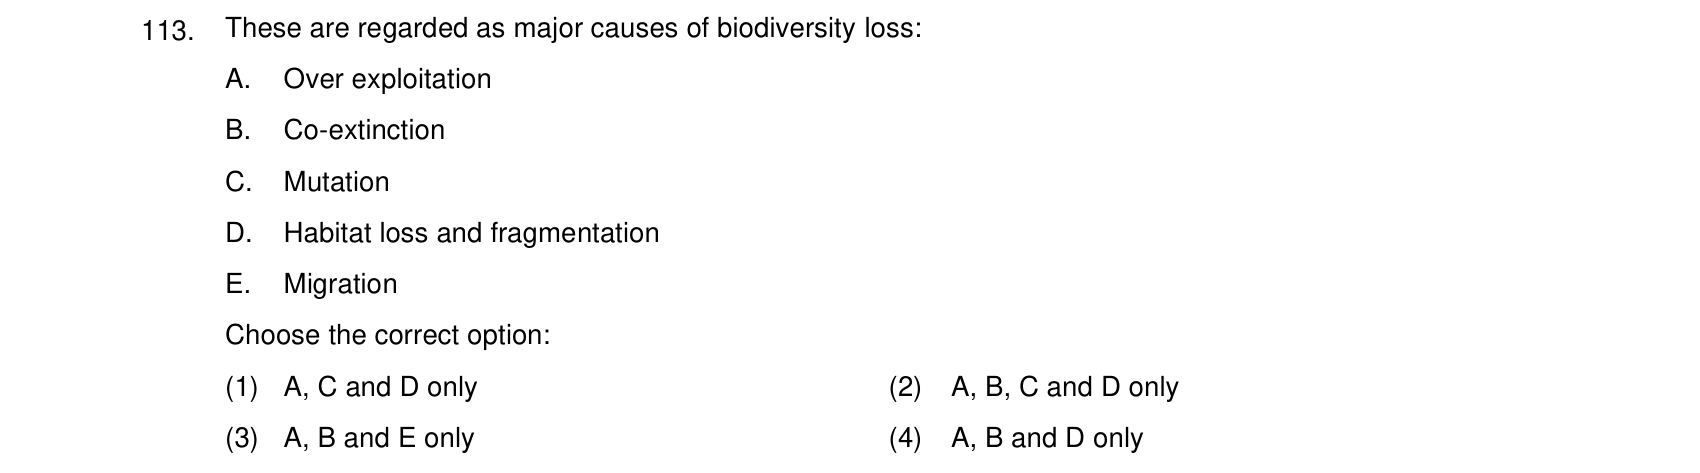 113. These are regarded as major causes of biodiversity loss:
A. Over exploitation
B. Co-extinction
C. Mutation
D. Habitat loss and fragmentation
E. Migration
Choose the correct option:
(1) A, C and D only (2) A, B, C and D only
(3) A, B and E only (4) A, B and D only